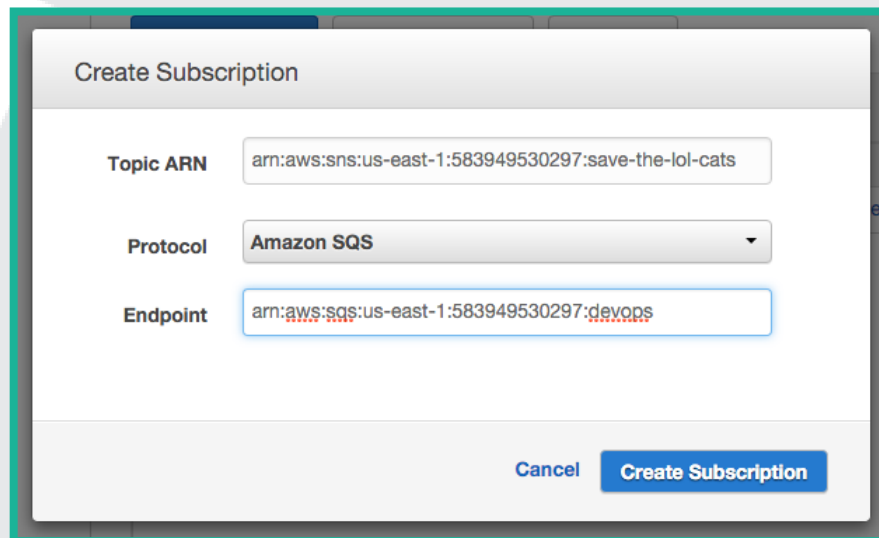 Create Subscription
Topic ARN arn:aws:sns:us-east-1:583949530297:save-the-lol-cats
Protocol Amazon SQS
Endpoint arn:aws:sqs:us-east-1:583949530297:devops
Cancel Create Subscription